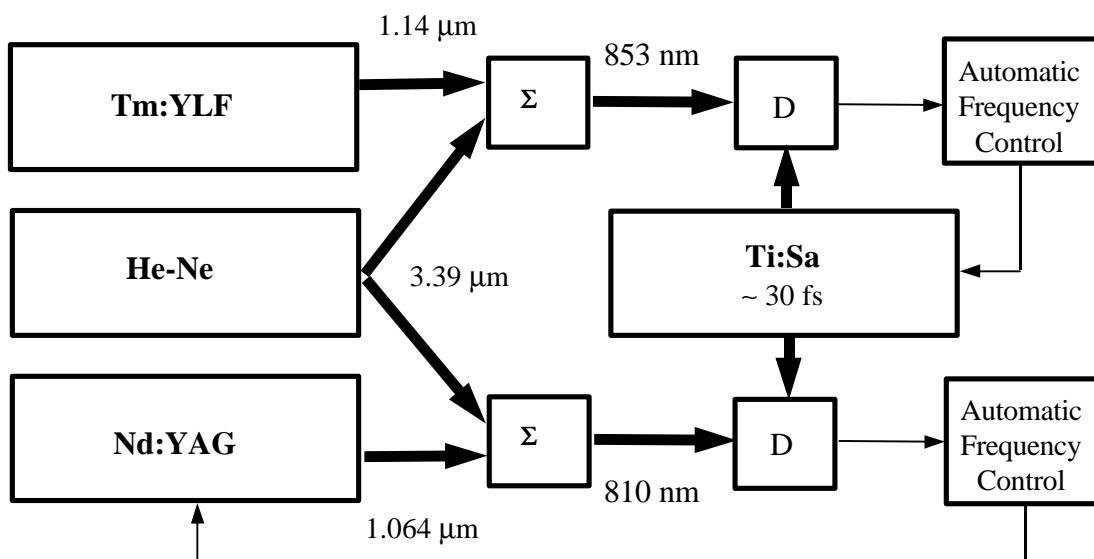 1.14 μm
Tm:YLF
Σ
853 nm
D
Automatic
Frequency
Control
He-Ne
3.39 μm
Ti:Sa
~ 30 fs
Nd:YAG
1.064 μm
Σ
810 nm
D
Automatic
Frequency
Control